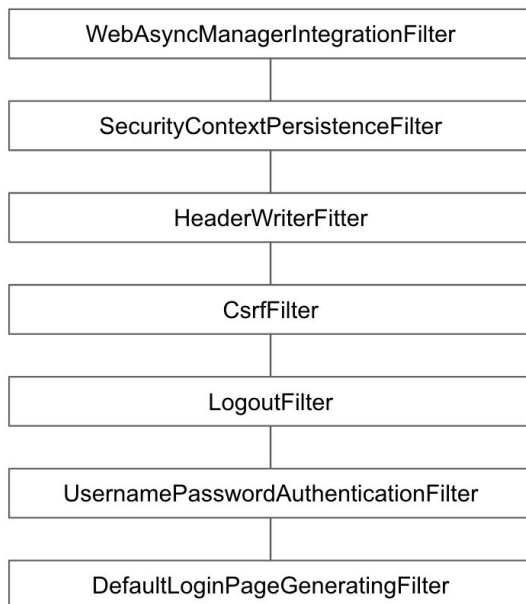 WebAsyncManagerIntegrationFilter
SecurityContextPersistenceFilter
HeaderWriterFitter
CsrfFilter
LogoutFilter
UsernamePasswordAuthenticationFilter
DefaultLoginPageGeneratingFilter